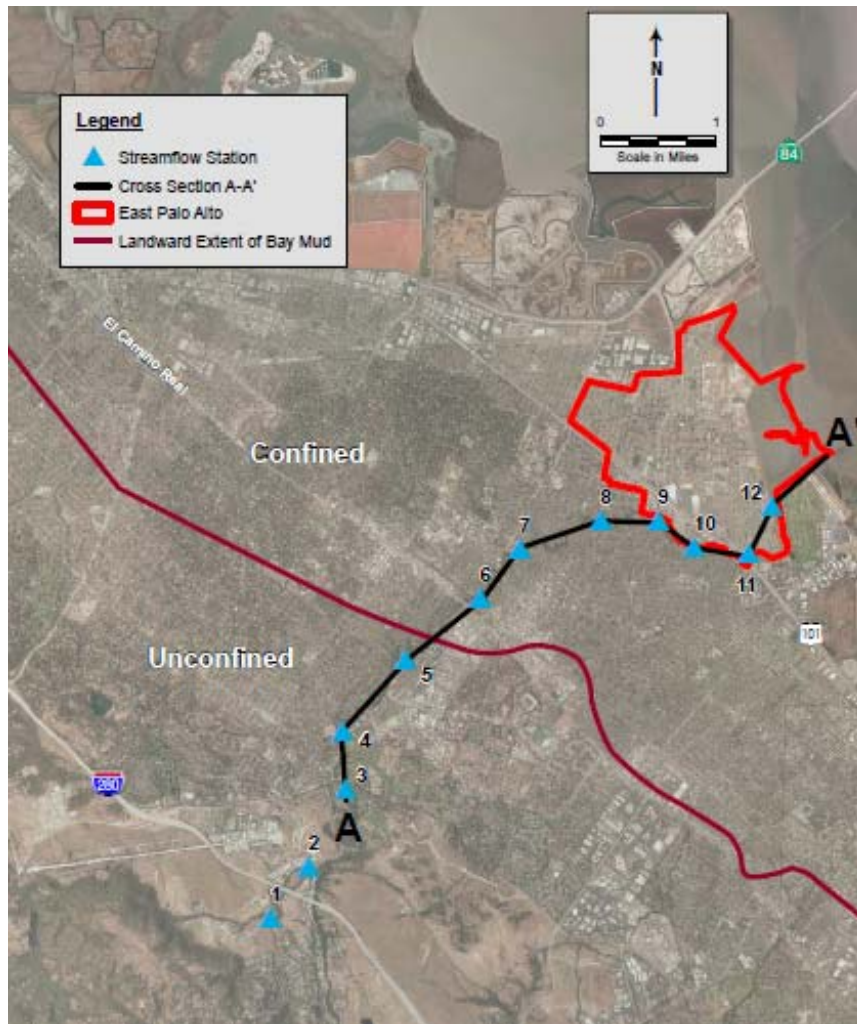 N
0
1
Scale in Miles
84
Legend
Streamflow Station
Cross Section A-A'
East Palo Alto
Landward Extent of Bay Mud
El Camino Real
Confined
A'
12
8
9
7
10
11
6
101
Unconfined
5
4
3
280
A
2
1